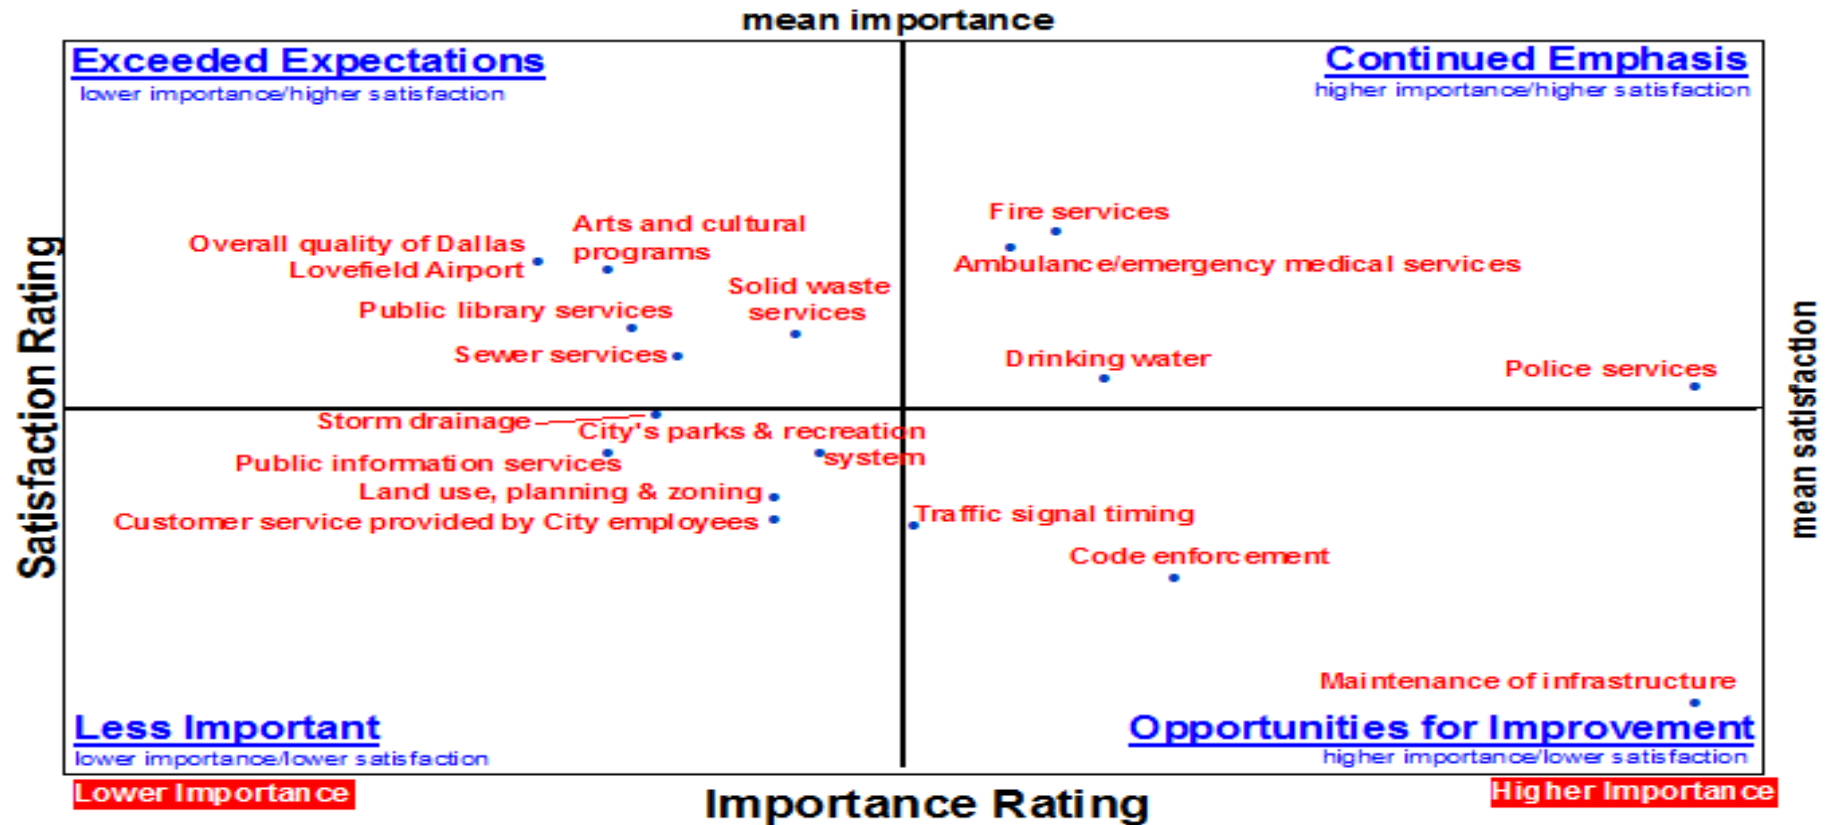 mean importance
Exceeded Expectations
lower importance/higher satisfaction
Continued Emphasis
higher importance/higher satisfaction
Fire services
Arts and cultural
programs
Overall quality of Dallas
Lovefield Airport
Ambulance/emergency medical services
Solid waste
services
Public library services
Sewer services
Drinking water
Police services
Satisfaction Rating
mean satisfaction
Storm drainage
City's parks & recreation
system
Public information services
Land use, planning & zoning
Customer service provided by City employees
Traffic signal timing
Code enforcement
Maintenance of infrastructure
Less Important
lower importance/lower satisfaction
Opportunities for Improvement
higher importance/lower satisfaction
Lower Importance
Importance Rating
Higher Importance